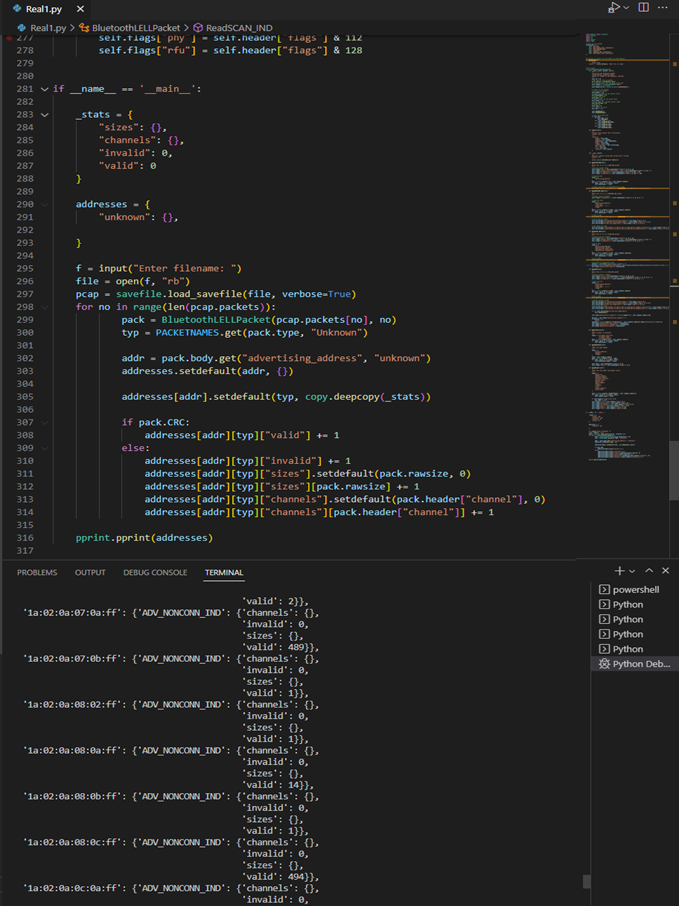 Real1.py
Real1.py > BluetoothLELLPacket > ReadSCAN_IND
277 self.flags["phy"] = self.header["flags"] & 112
278 self.flags["rfu"] = self.header["flags"] & 128
279
280
281 if __name__ == '__main__':
282
283 _stats = {
284 "sizes": {},
285 "channels": {},
286 "invalid": 0,
287 "valid": 0
288 }
289
290 addresses = {
291 "unknown": {},
292
293 }
294
295 f = input("Enter filename: ")
296 file = open(f, "rb")
297 pcap = savefile.load_savefile(file, verbose=True)
298 for no in range(len(pcap.packets)):
299 pack = BluetoothLELLPacket(pcap.packets[no], no)
300 typ = PACKETNAMES.get(pack.type, "Unknown")
301
302 addr = pack.body.get("advertising_address", "unknown")
303 addresses.setdefault(addr, {})
304
305 addresses[addr].setdefault(typ, copy.deepcopy(_stats))
306
307 if pack.CRC:
308 addresses[addr][typ]["valid"] += 1
309 else:
310 addresses[addr][typ]["invalid"] += 1
311 addresses[addr][typ]["sizes"].setdefault(pack.rawsize, 0)
312 addresses[addr][typ]["sizes"][pack.rawsize] += 1
313 addresses[addr][typ]["channels"].setdefault(pack.header["channel"], 0)
314 addresses[addr][typ]["channels"][pack.header["channel"]] += 1
315
316 pprint.pprint(addresses)
317
PROBLEMS OUTPUT DEBUG CONSOLE TERMINAL
'valid': 2}},
'1a:02:0a:07:0a:ff': {'ADV_NONCONN_IND': {'channels': {},
'invalid': 0,
'sizes': {},
'valid': 489}},
'1a:02:0a:07:0b:ff': {'ADV_NONCONN_IND': {'channels': {},
'invalid': 0,
'sizes': {},
'valid': 1}},
'1a:02:0a:08:02:ff': {'ADV_NONCONN_IND': {'channels': {},
'invalid': 0,
'sizes': {},
'valid': 1}},
'1a:02:0a:08:0a:ff': {'ADV_NONCONN_IND': {'channels': {},
'invalid': 0,
'sizes': {},
'valid': 14}},
'1a:02:0a:08:0b:ff': {'ADV_NONCONN_IND': {'channels': {},
'invalid': 0,
'sizes': {},
'valid': 1}},
'1a:02:0a:08:0c:ff': {'ADV_NONCONN_IND': {'channels': {},
'invalid': 0,
'sizes': {},
'valid': 494}},
'1a:02:0a:0c:0a:ff': {'ADV_NONCONN_IND': {'channels': {},
'invalid': 0,
powershell
Python
Python
Python
Python
Python Deb...